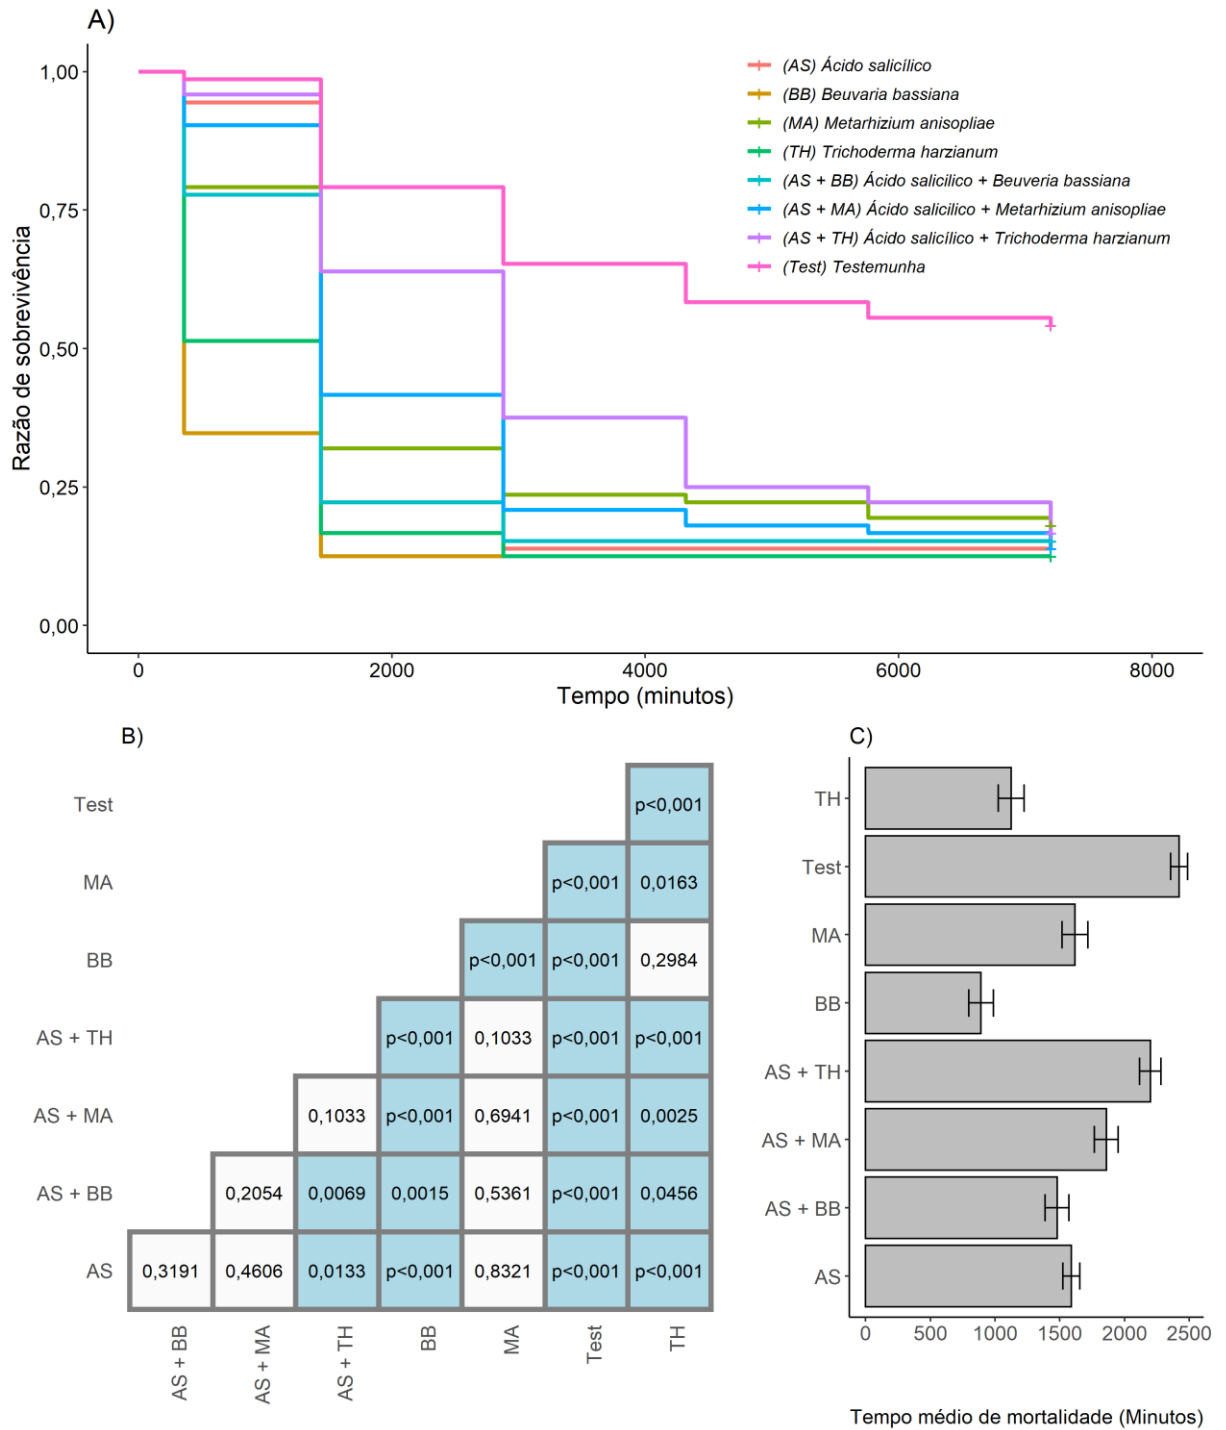 A)
1,00
0,75
0,50
0,25
0,00
Razão de sobrevivência
(AS) Ácido salicílico
(BB) Beuvaria bassiana
(MA) Metarhizium anisopliae
(TH) Trichoderma harzianum
(AS + BB) Ácido salicilico + Beuveria bassiana
(AS + MA) Ácido salicilico + Metarhizium anisopliae
(AS + TH) Ácido salicílico + Trichoderma harzianum
(Test) Testemunha
0 2000 4000 6000 8000
Tempo (minutos)
B)
Test p<0,001
MA p<0,001 0,0163
BB p<0,001 p<0,001 0,2984
AS + TH p<0,001 0,1033 p<0,001 p<0,001
AS + MA 0,1033 p<0,001 0,6941 p<0,001 0,0025
AS + BB 0,2054 0,0069 0,0015 0,5361 p<0,001 0,0456
AS 0,3191 0,4606 0,0133 p<0,001 0,8321 p<0,001 p<0,001
AS + BB AS + MA AS + TH BB MA Test TH
C)
TH
Test
MA
BB
AS + TH
AS + MA
AS + BB
AS
0 500 1000 1500 2000 2500
Tempo médio de mortalidade (Minutos)